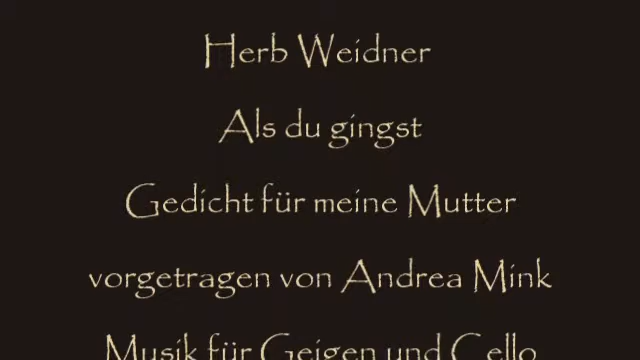 Herb Weidner
Als du gingst
Gedicht für meine Mutter
vorgetragen von Andrea Mink
Musik für Geigen und Cello